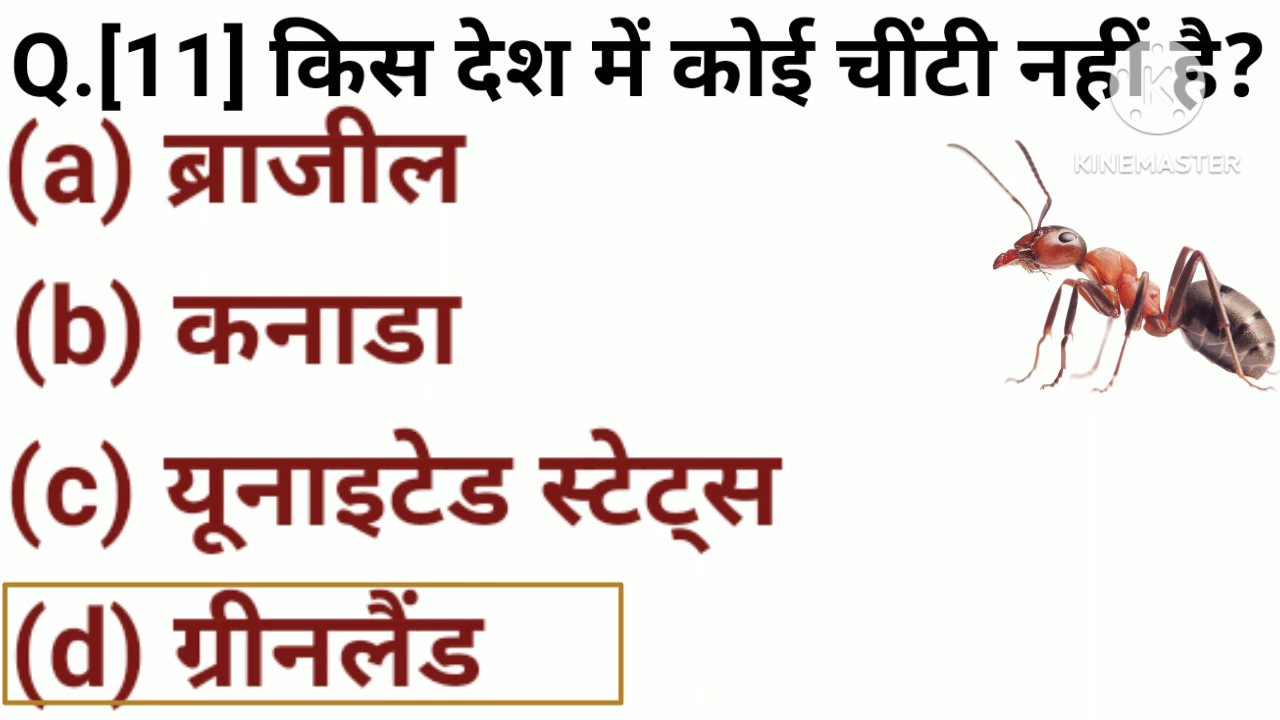 Q.[11] किस देश में कोई चींटी नहीं है?
KINEMASTER
(a) ब्राजील
(b) कनाडा
(c) यूनाइटेड स्टेट्स
(d) ग्रीनलैंड